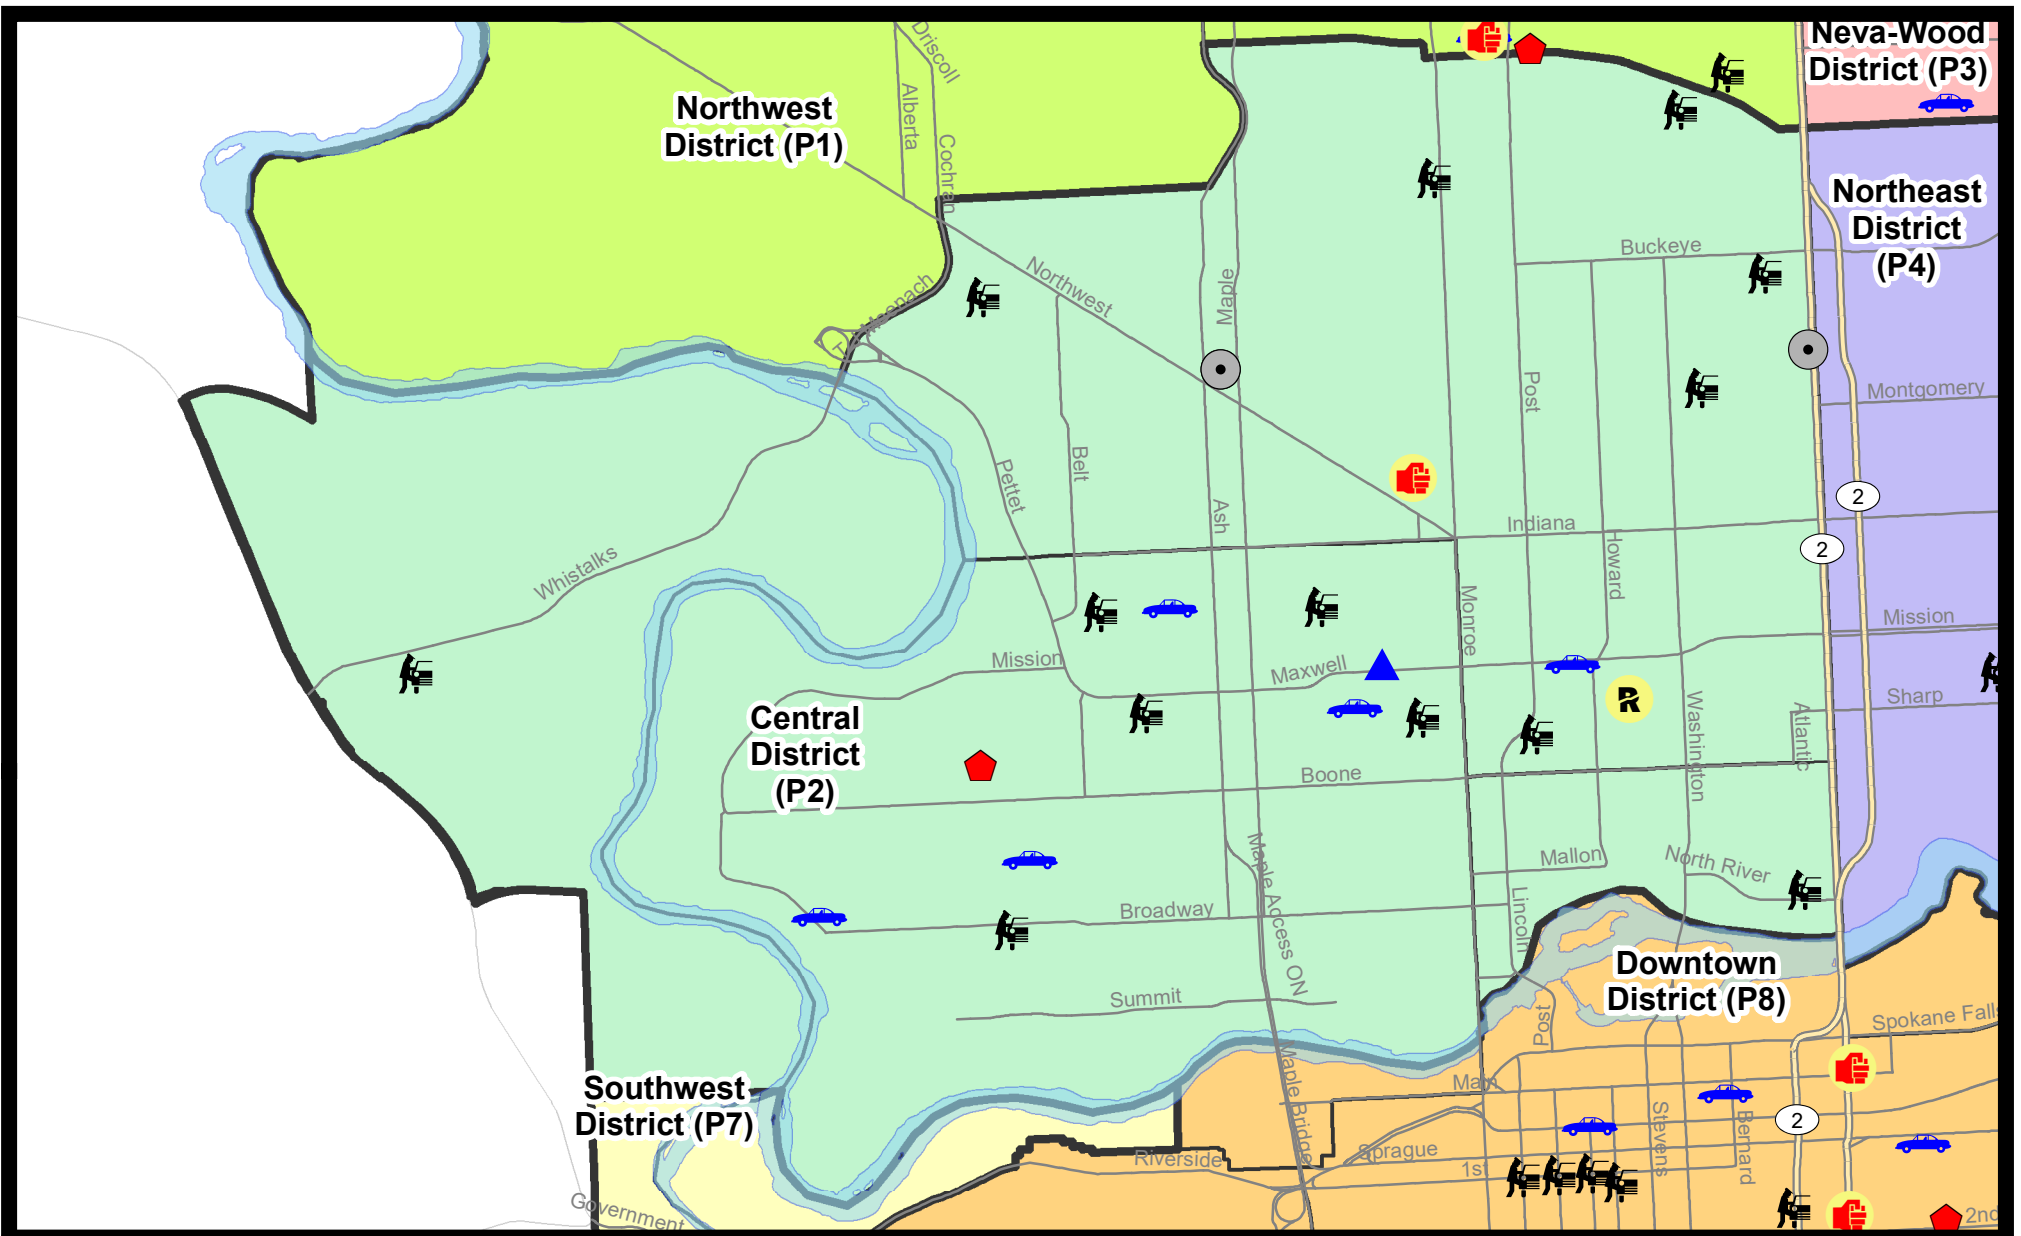 Neva-Wood
District (P3)
Driscoll
Alberta
Northwest
District (P1)
Cochran
Northeast
District
(P4)
Buckeye
Northwest
Maple
Montgomery
Post
Belt
Pettet
Ash
2
Indiana
2
Howard
Whistalks
Monroe
Mission
Mission
Maxwell
Sharp
Washington
Atlantic
Central
District
(P2)
Boone
Maple Access ON
Mallon
North River
Broadway
Lincoln
Downtown
District (P8)
Summit
Post
Spokane Falls
Southwest
District (P7)
Main
Maple Bridge
Stevens
Bernard
2
Sprague
Riverside
1st
Government
2nd
R